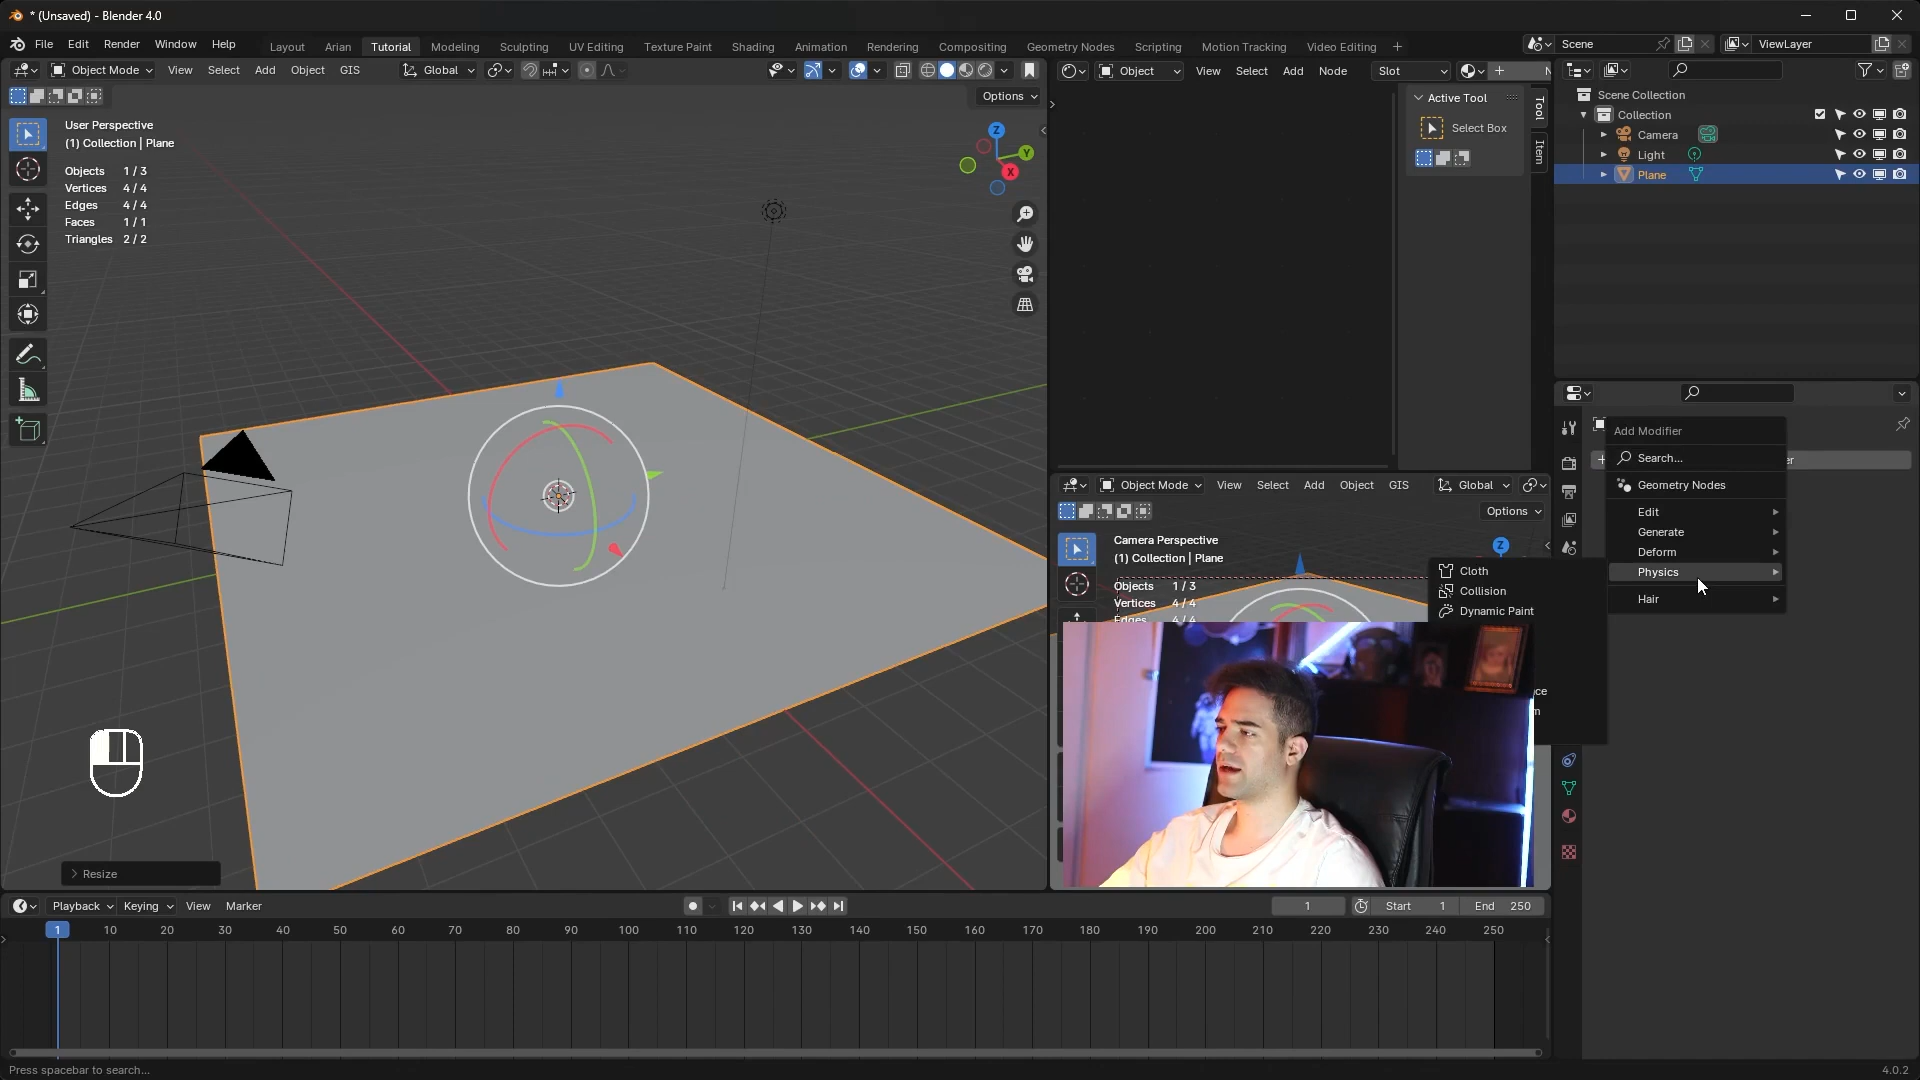 * (Unsaved) - Blender 4.0
File Edit Render Window Help
Layout Arian Tutorial Modeling Sculpting UV Editing Texture Paint Shading Animation Rendering Compositing Geometry Nodes Scripting Motion Tracking Video Editing +
Scene
ViewLayer
Object Mode View Select Add Object GIS Global
Options
User Perspective
(1) Collection | Plane
Objects 1 / 3
Vertices 4 / 4
Edges 4 / 4
Faces 1 / 1
Triangles 2 / 2
Z
Y
X
Resize
Object View Select Add Node Slot
Active Tool
Select Box
Tool
Item
Object Mode View Select Add Object GIS Global
Options
Camera Perspective
(1) Collection | Plane
Objects 1 / 3
Vertices 4 / 4
Edges 4 / 4
Z
Scene Collection
Collection
Camera
Light
Plane
Add Modifier
Search...
Geometry Nodes
Edit
Generate
Deform
Physics
Hair
Cloth
Collision
Dynamic Paint
Playback Keying View Marker
1 Start 1 End 250
1 10 20 30 40 50 60 70 80 90 100 110 120 130 140 150 160 170 180 190 200 210 220 230 240 250
Press spacebar to search...
4.0.2